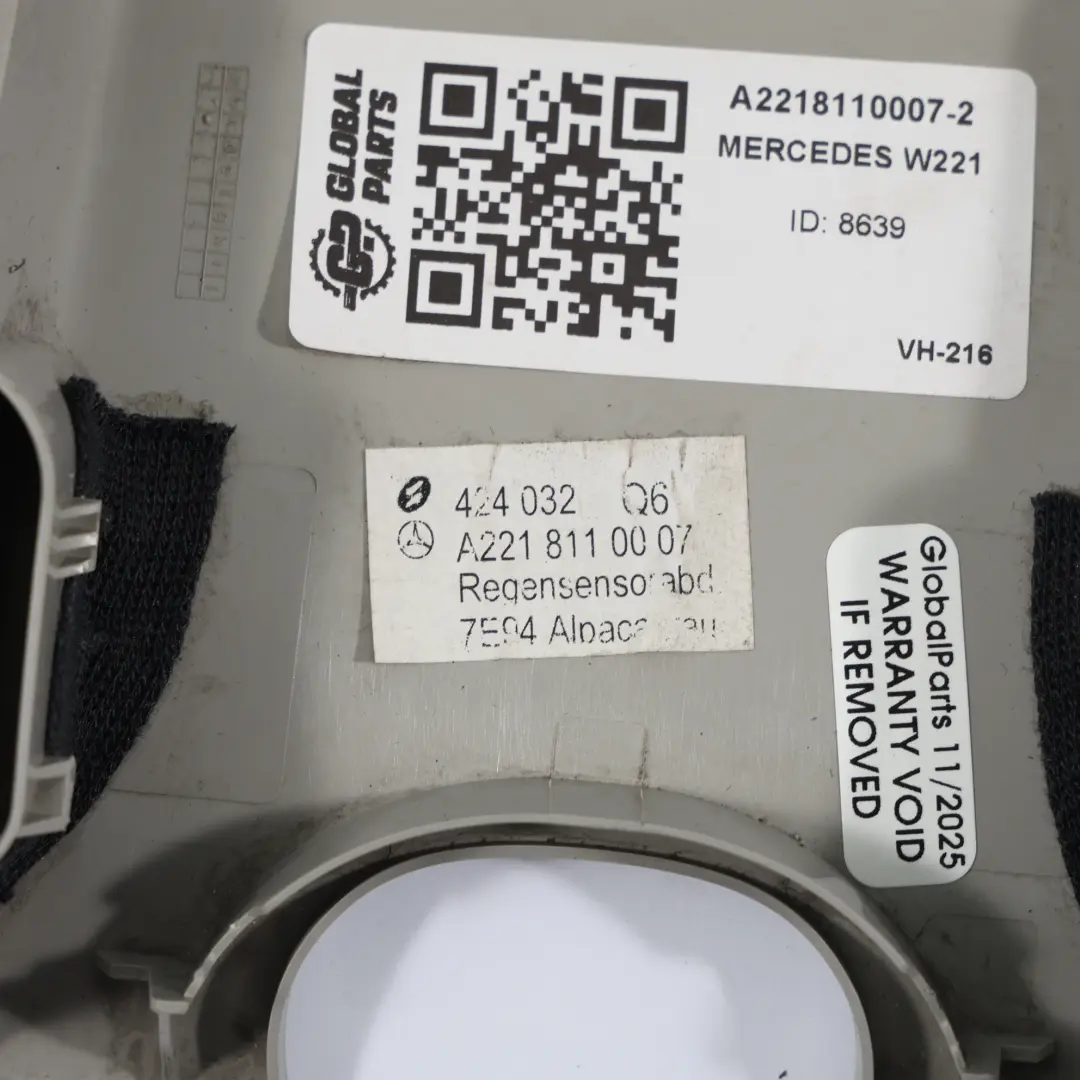 GLOBAL
PARTS
A2218110007-2
MERCEDES W221
ID: 8639
VH-216
424 032 Q6
A221 811 00 07
Regensensorabd.
7E94
GlobalParts 11/2025
WARRANTY VOID
IF REMOVED